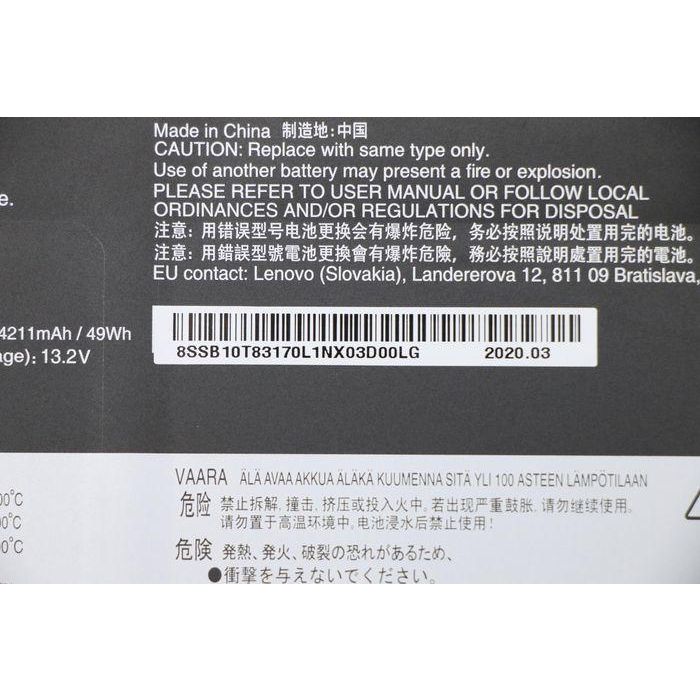 Made in China 制造地:中国
CAUTION: Replace with same type only.
Use of another battery may present a fire or explosion.
PLEASE REFER TO USER MANUAL OR FOLLOW LOCAL
ORDINANCES AND/OR REGULATIONS FOR DISPOSAL
注意: 用错误型号电池更换会有爆炸危险, 务必按照说明处置用完的电池。
注意: 用錯誤型號電池更換會有爆炸危險, 務必按照說明處置用完的電池。
EU contact: Lenovo (Slovakia), Landererova 12, 811 09 Bratislava,
e.
4211mAh / 49Wh
age): 13.2V
8SSB10T83170L1NX03D00LG 2020.03
VAARA ÄLÄ AVAA AKKUA ÄLÄKÄ KUUMENNA SITÄ YLI 100 ASTEEN LÄMPÖTILAAN
危险 禁止拆解, 撞击, 挤压或投入火中。若出现严重鼓胀, 请勿继续使用。
请勿置于高温环境中。电池浸水后禁止使用!
危険 発熱、発火、破裂の恐れがあるため、
●衝撃を与えないでください。
00°C
00°C
00°C